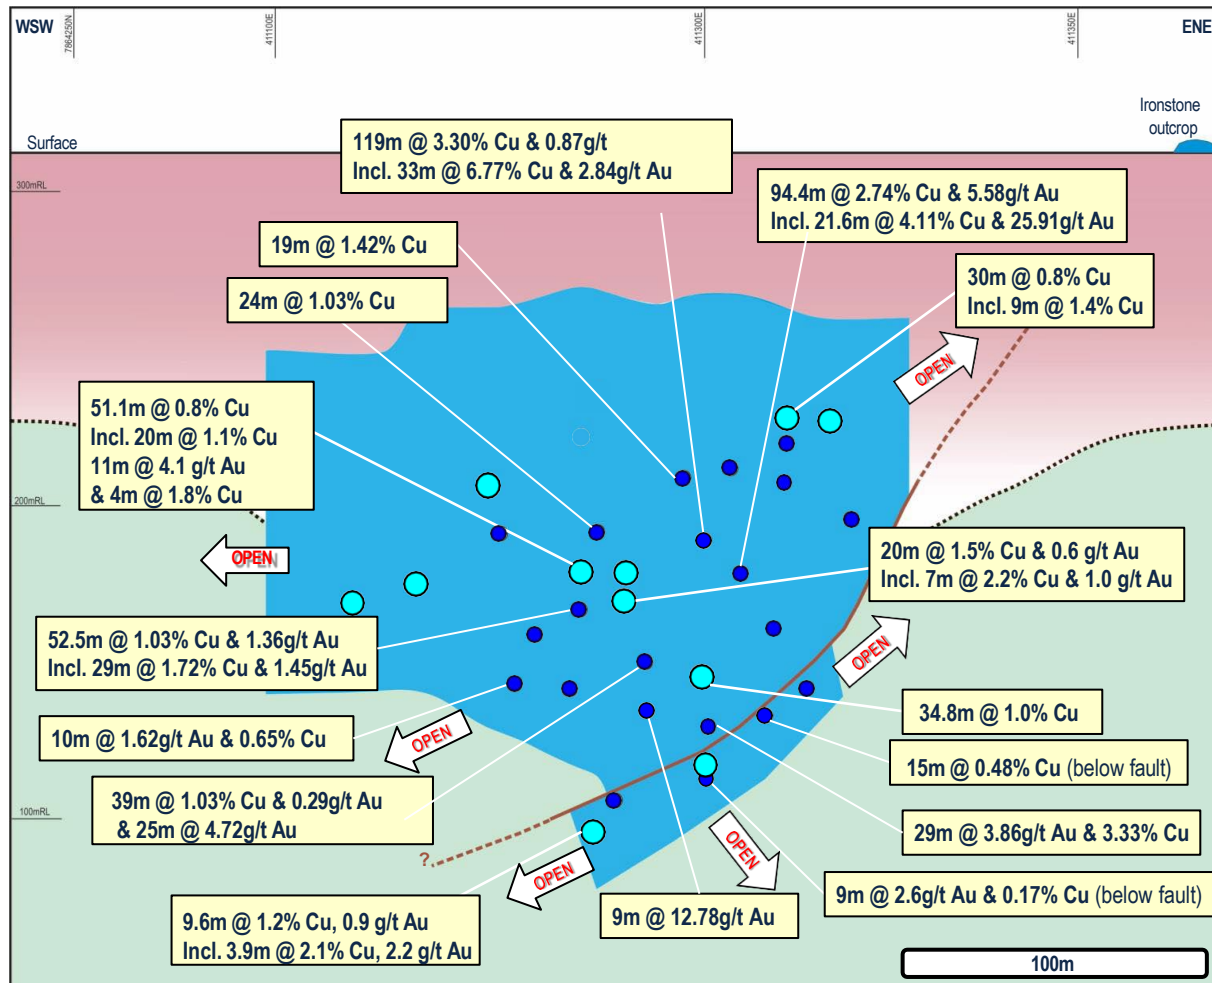 WSW
7864250N
411100E
411300E
411350E
ENE
Ironstone
outcrop
Surface
300mRL
119m @ 3.30% Cu & 0.87g/t
Incl. 33m @ 6.77% Cu & 2.84g/t Au
94.4m @ 2.74% Cu & 5.58g/t Au
Incl. 21.6m @ 4.11% Cu & 25.91g/t Au
19m @ 1.42% Cu
24m @ 1.03% Cu
30m @ 0.8% Cu
Incl. 9m @ 1.4% Cu
OPEN
51.1m @ 0.8% Cu
Incl. 20m @ 1.1% Cu
11m @ 4.1 g/t Au
& 4m @ 1.8% Cu
200mRL
OPEN
20m @ 1.5% Cu & 0.6 g/t Au
Incl. 7m @ 2.2% Cu & 1.0 g/t Au
52.5m @ 1.03% Cu & 1.36g/t Au
Incl. 29m @ 1.72% Cu & 1.45g/t Au
OPEN
34.8m @ 1.0% Cu
10m @ 1.62g/t Au & 0.65% Cu
OPEN
15m @ 0.48% Cu (below fault)
39m @ 1.03% Cu & 0.29g/t Au
& 25m @ 4.72g/t Au
100mRL
29m @ 3.86g/t Au & 3.33% Cu
?
OPEN
OPEN
9m @ 2.6g/t Au & 0.17% Cu (below fault)
9.6m @ 1.2% Cu, 0.9 g/t Au
Incl. 3.9m @ 2.1% Cu, 2.2 g/t Au
9m @ 12.78g/t Au
100m